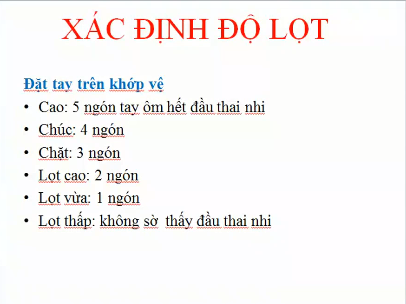 XÁC ĐỊNH ĐỘ LỌT
Đặt tay trên khớp vệ
• Cao: 5 ngón tay ôm hết đầu thai nhi
• Chúc: 4 ngón
• Chặt: 3 ngón
• Lọt cao: 2 ngón
• Lọt vừa: 1 ngón
• Lọt thấp: không sờ thấy đầu thai nhi